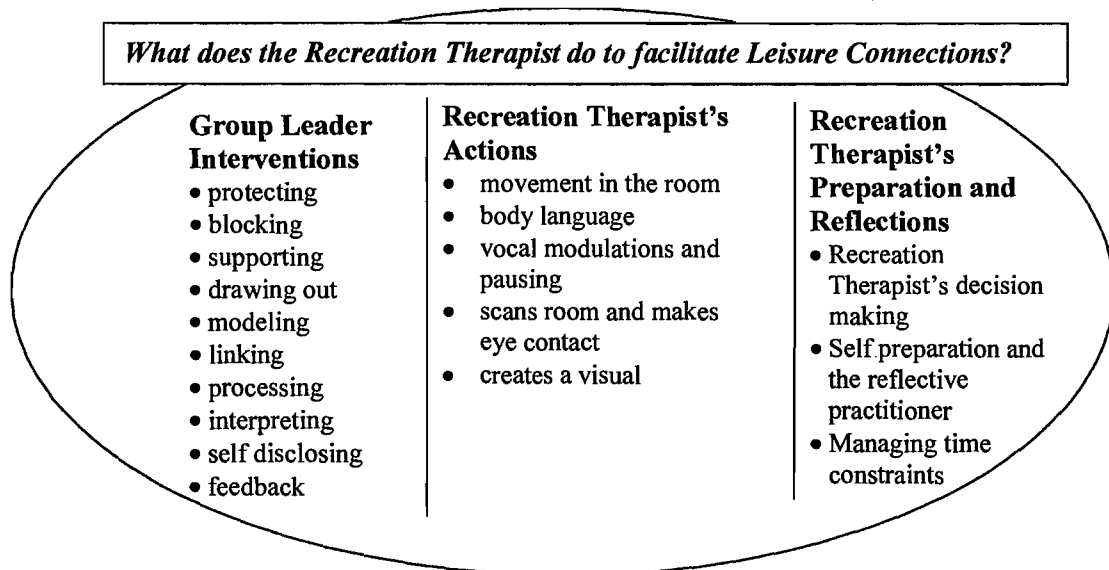 What does the Recreation Therapist do to facilitate Leisure Connections?
Group Leader
Interventions
• protecting
• blocking
• supporting
• drawing out
• modeling
• linking
• processing
• interpreting
• self disclosing
• feedback
Recreation Therapist's
Actions
• movement in the room
• body language
• vocal modulations and
pausing
• scans room and makes
eye contact
• creates a visual
Recreation
Therapist's
Preparation and
Reflections
• Recreation
Therapist's decision
making
• Self preparation and
the reflective
practitioner
• Managing time
constraints